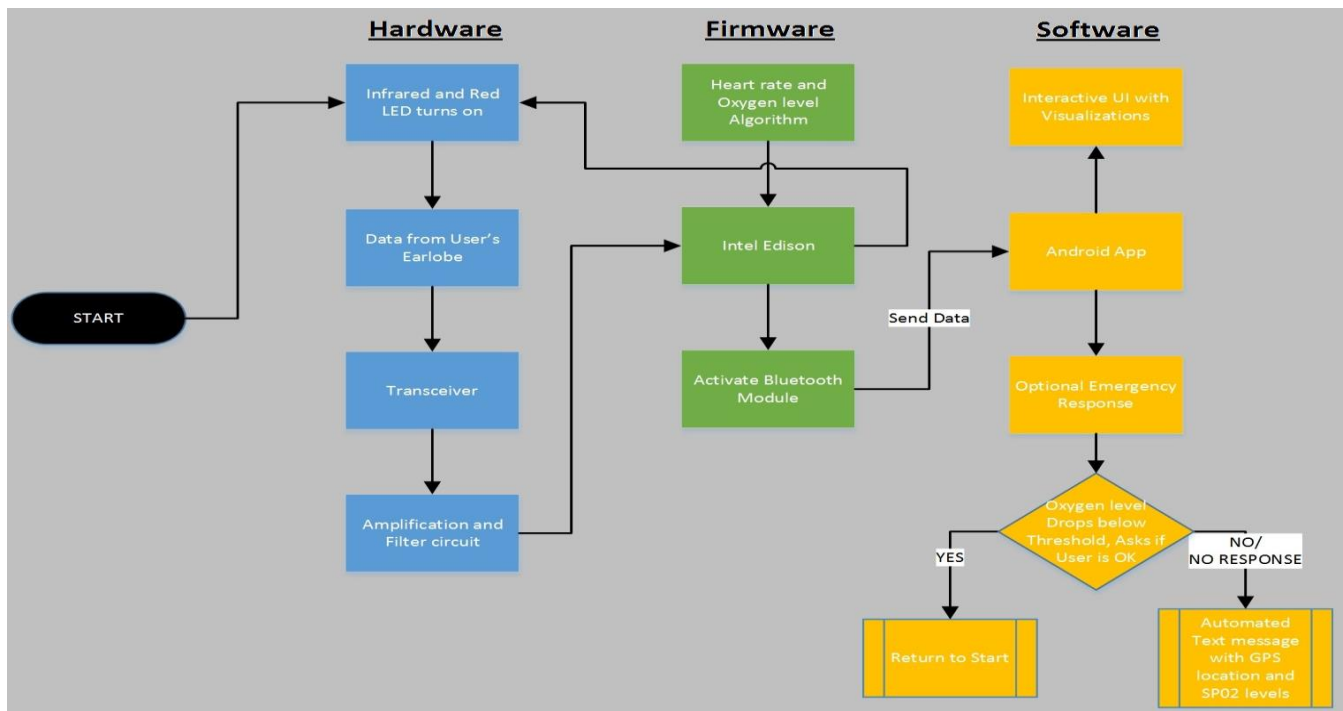 Hardware
Firmware
Software
START
Infrared and Red
LED turns on
Data from User's
Earlobe
Transceiver
Amplification and
Filter circuit
Heart rate and
Oxygen level
Algorithm
Intel Edison
Activate Bluetooth
Module
Send Data
Interactive UI with
Visualizations
Android App
Optional Emergency
Response
Oxygen level
Drops below
Threshold, Asks if
User is OK
YES
NO/
NO RESPONSE
Return to Start
Automated
Text message
with GPS
location and
SP02 levels